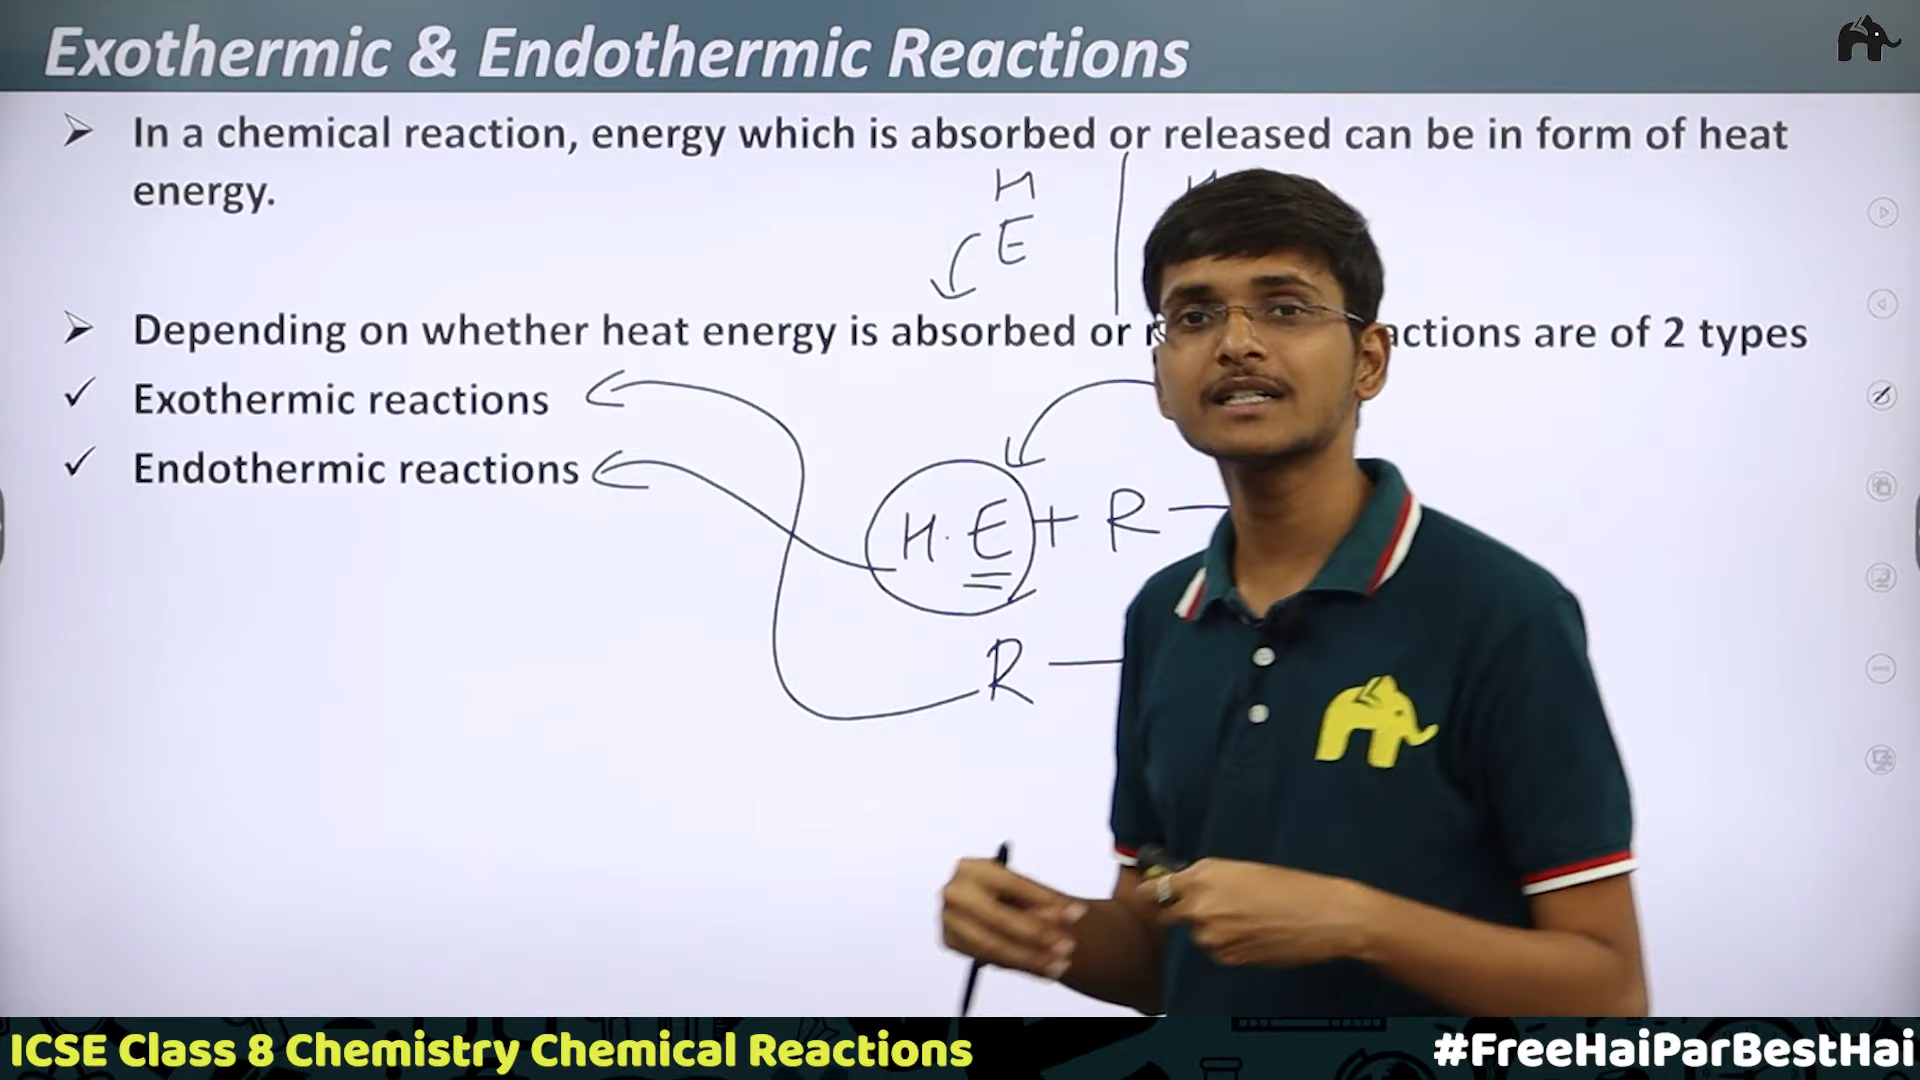 Exothermic & Endothermic Reactions
➤ In a chemical reaction, energy which is absorbed or released can be in form of heat
energy.
H
E
➤ Depending on whether heat energy is absorbed or actions are of 2 types
✓ Exothermic reactions
✓ Endothermic reactions
H.E + R
R
ICSE Class 8 Chemistry Chemical Reactions
#FreeHaiParBestHai